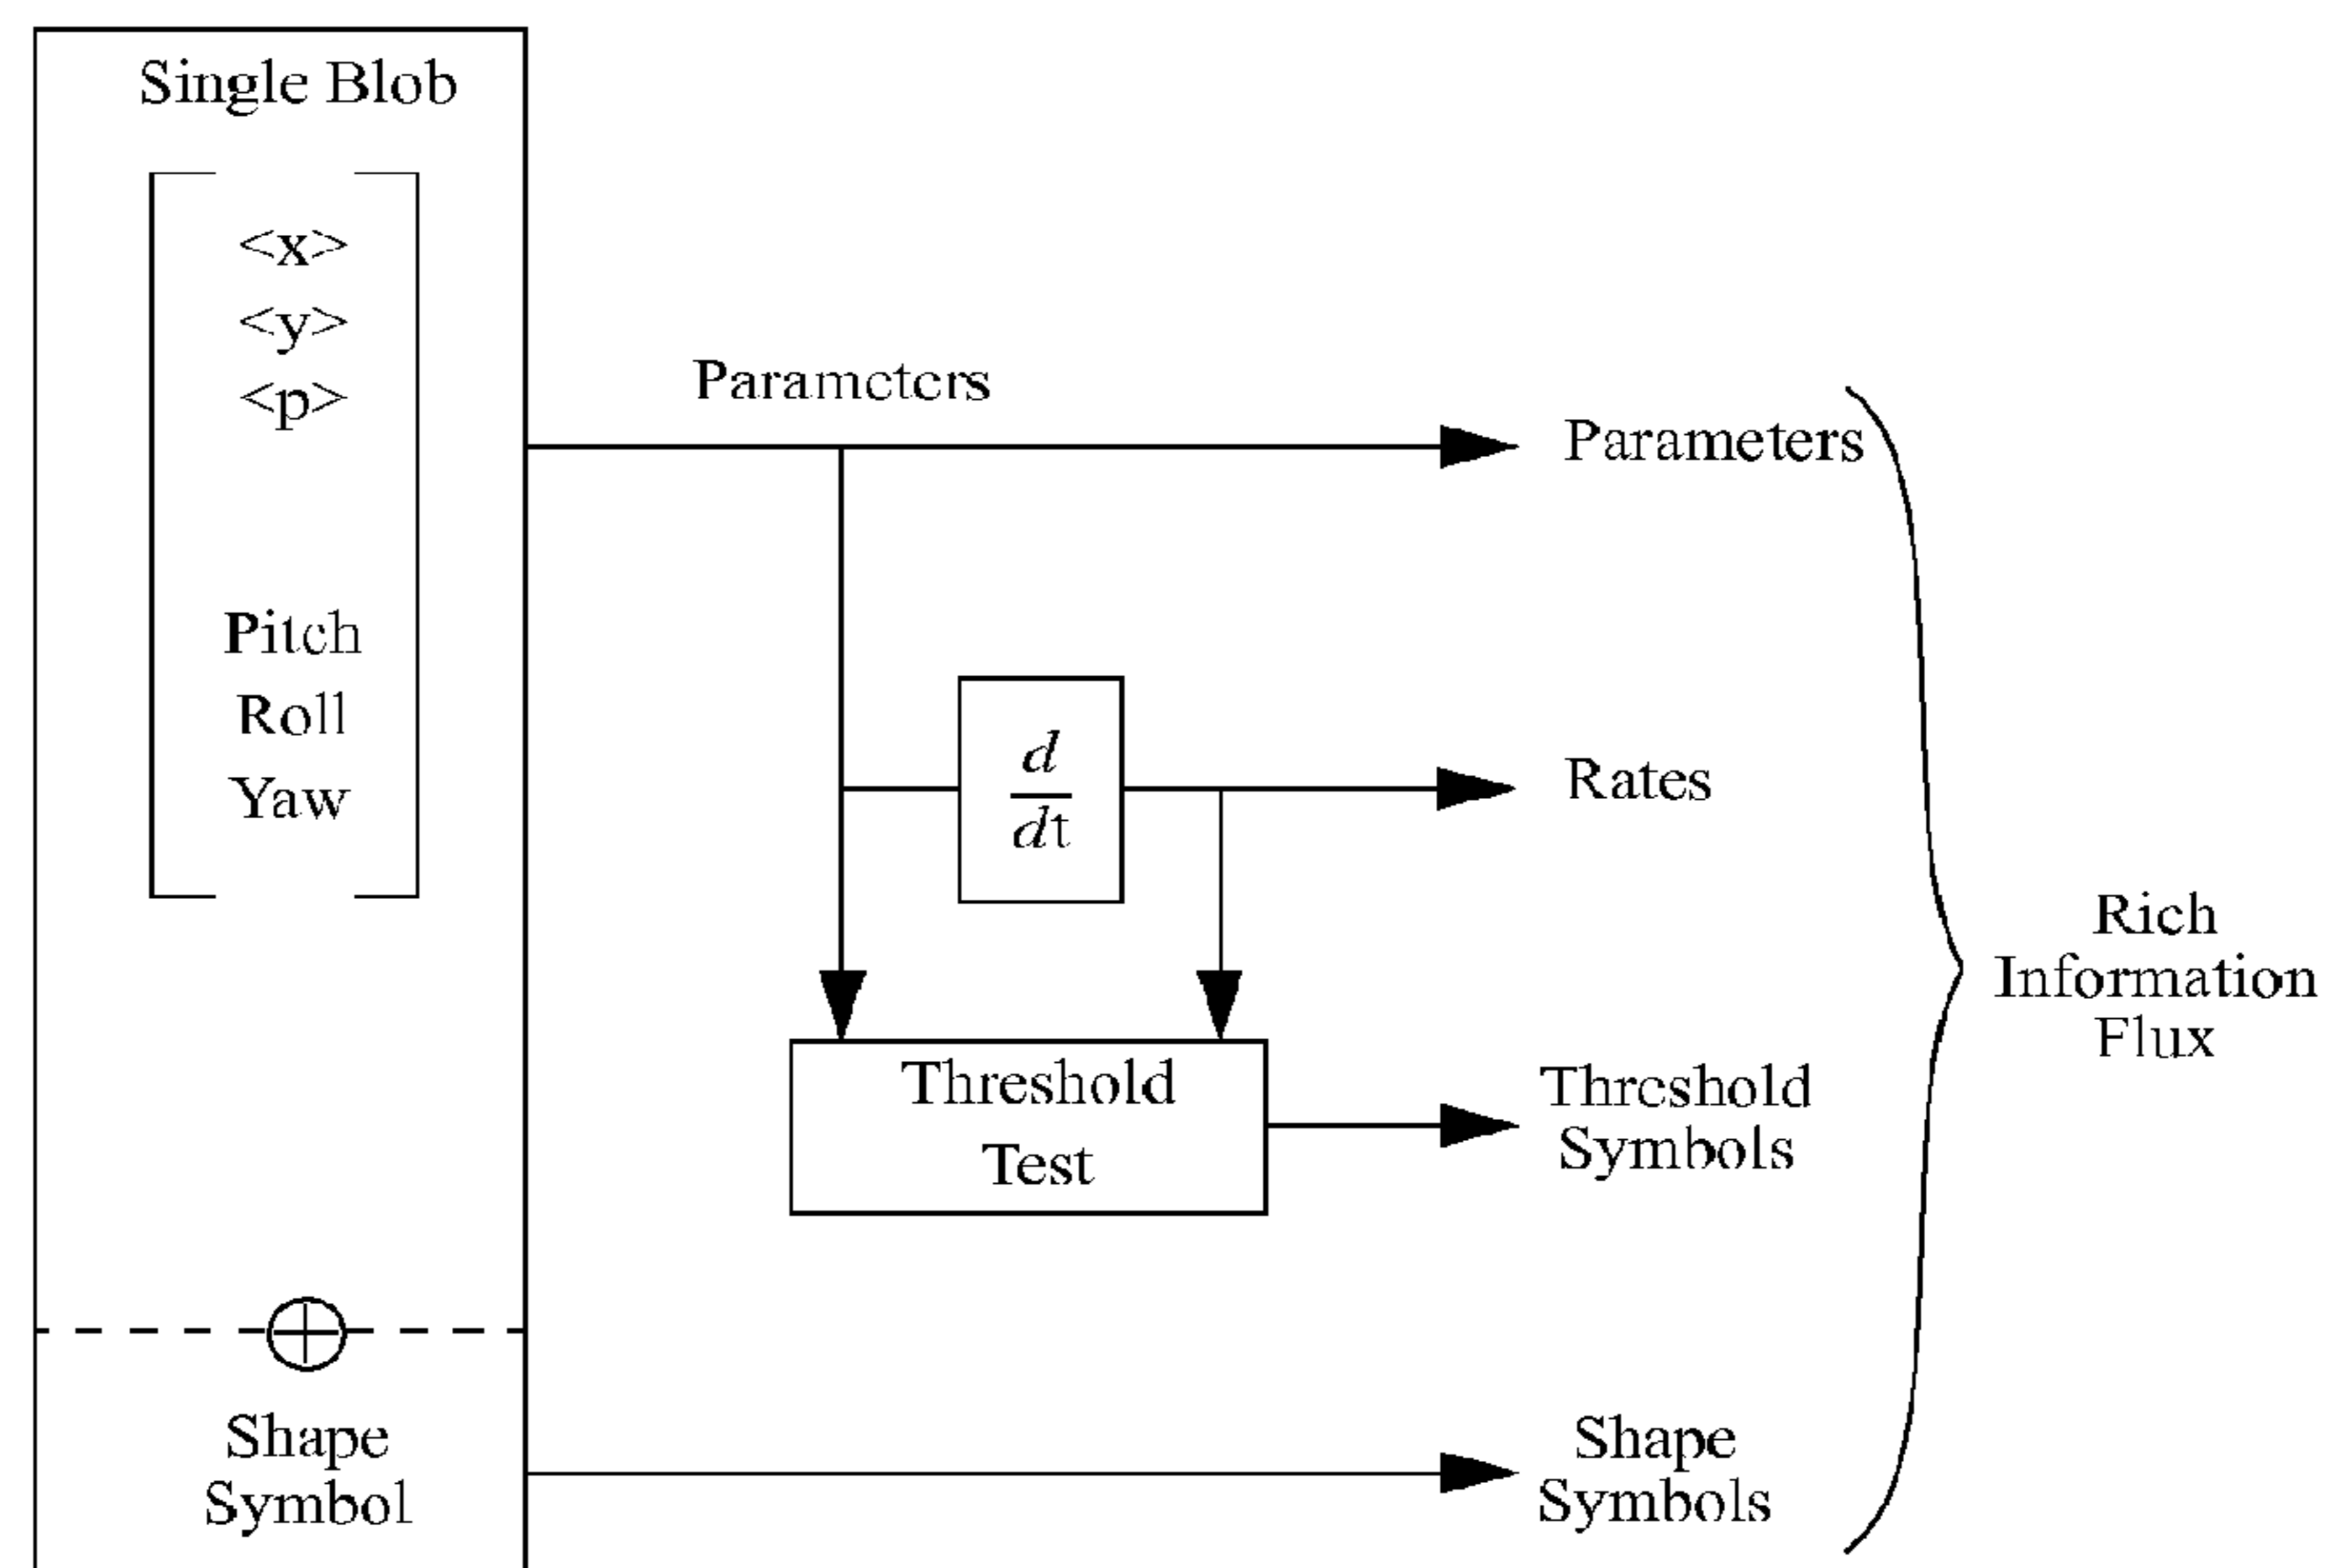 Single Blob
<x>
<y>
<p>
Pitch
Roll
Yaw
Shape
Symbol
Parameters
d
dt
Threshold
Test
Parameters
Rates
Threshold
Symbols
Shape
Symbols
Rich
Information
Flux